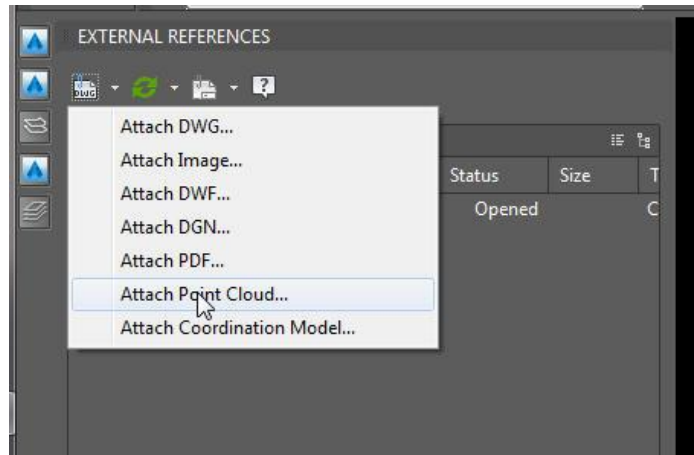 EXTERNAL REFERENCES
DWG
?
Attach DWG...
Attach Image...
Attach DWF...
Attach DGN...
Attach PDF...
Attach Point Cloud...
Attach Coordination Model...
Status Size T
Opened C